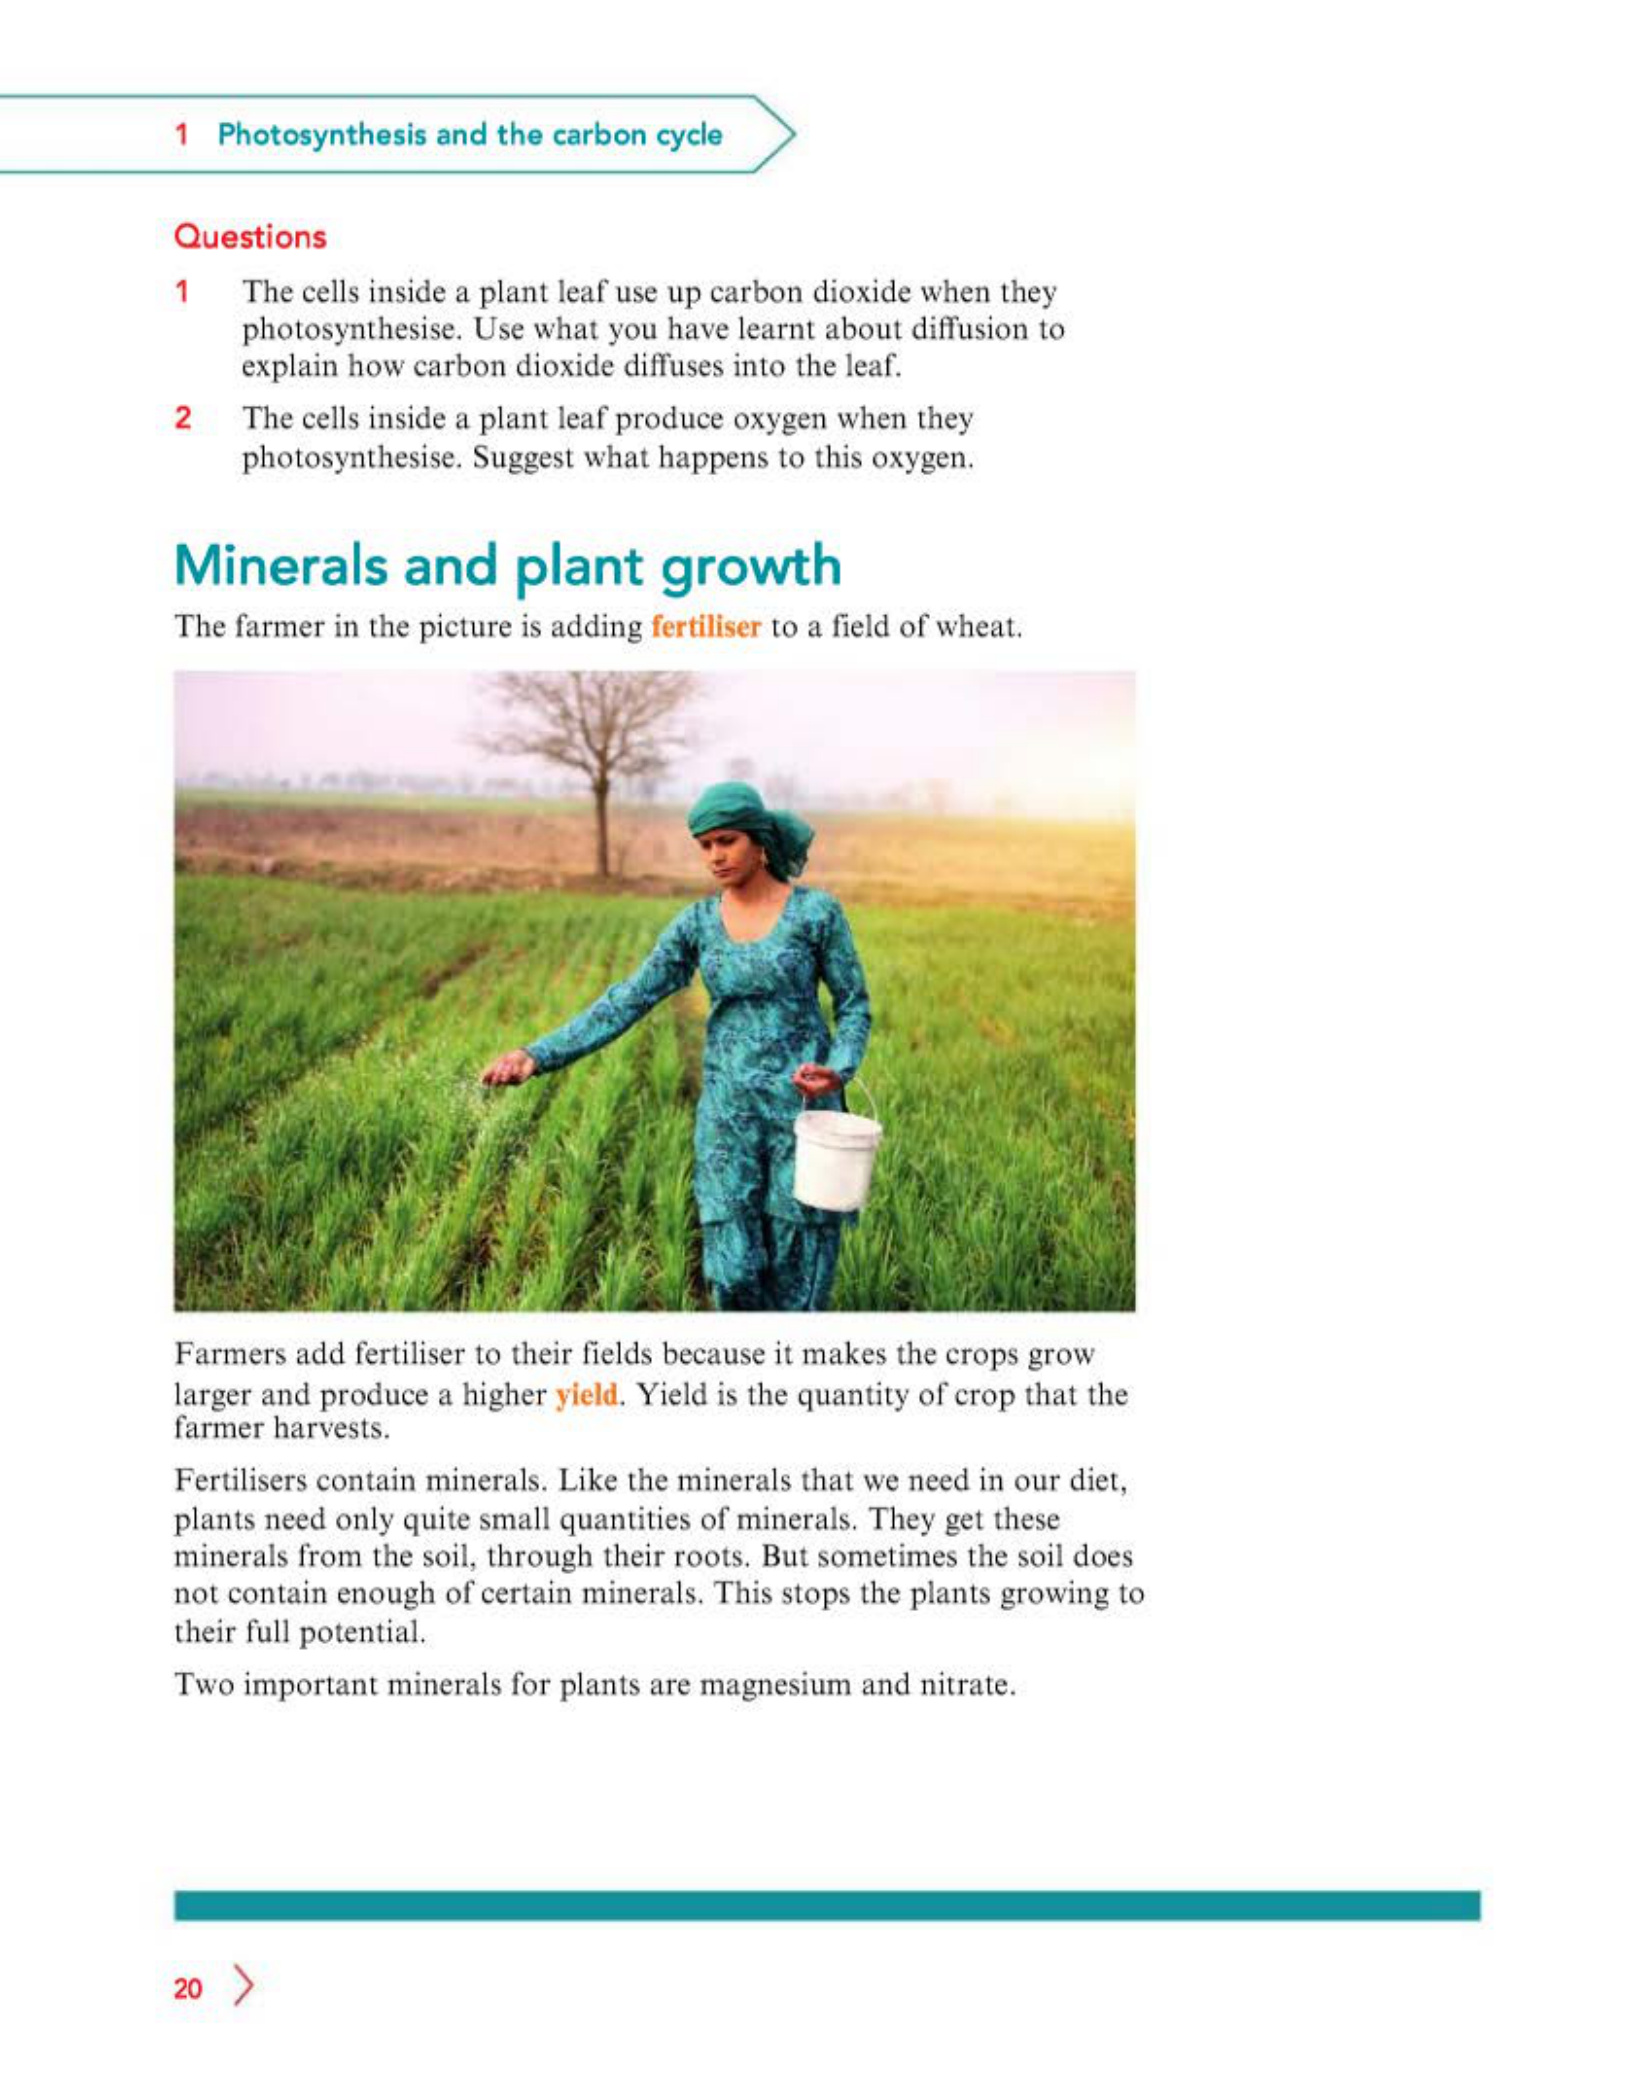 1 Photosynthesis and the carbon cycle
Questions
1 The cells inside a plant leaf use up carbon dioxide when they
photosynthesise. Use what you have learnt about diffusion to
explain how carbon dioxide diffuses into the leaf.
2 The cells inside a plant leaf produce oxygen when they
photosynthesise. Suggest what happens to this oxygen.
Minerals and plant growth
The farmer in the picture is adding fertiliser to a field of wheat.
Farmers add fertiliser to their fields because it makes the crops grow
larger and produce a higher yield. Yield is the quantity of crop that the
farmer harvests.
Fertilisers contain minerals. Like the minerals that we need in our diet,
plants need only quite small quantities of minerals. They get these
minerals from the soil, through their roots. But sometimes the soil does
not contain enough of certain minerals. This stops the plants growing to
their full potential.
Two important minerals for plants are magnesium and nitrate.
20